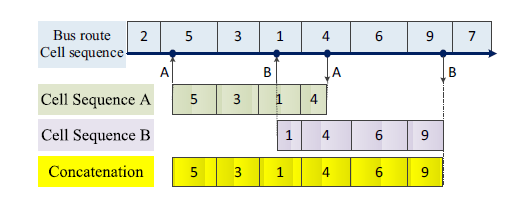 Bus route 2 5 3 1 4 6 9 7
Cell sequence
A B A B
Cell Sequence A 5 3 1 4
Cell Sequence B 1 4 6 9
Concatenation 5 3 1 4 6 9